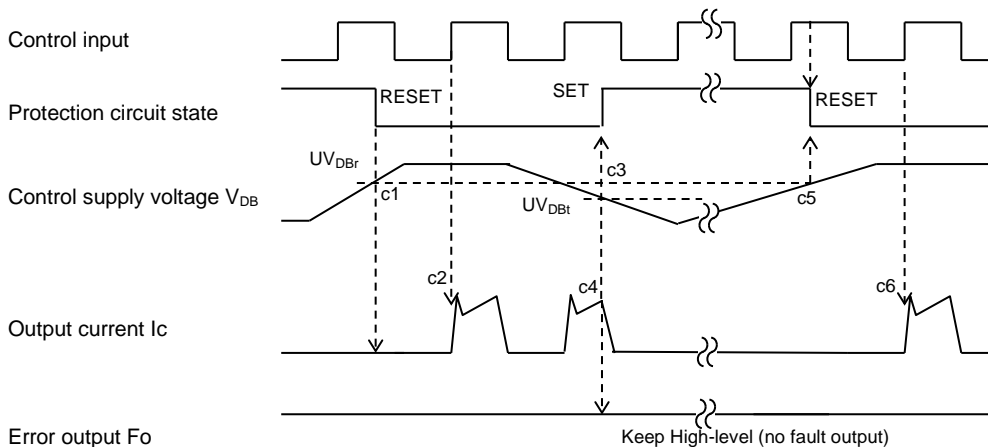 Control input
Protection circuit state
RESET
SET
RESET
UVDBr
Control supply voltage VDB
c1
c3
UVDBt
c5
c2
c4
c6
Output current Ic
Error output Fo
Keep High-level (no fault output)